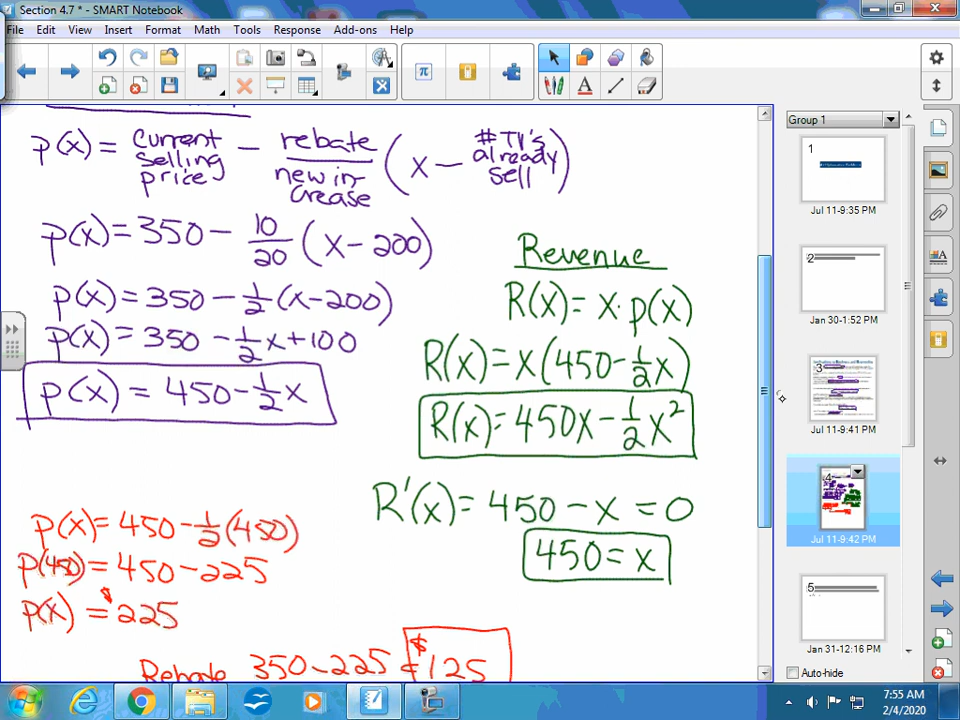 Section 4.7 * - SMART Notebook
File Edit View Insert Format Math Tools Response Add-ons Help
p(x) = current selling price - rebate / new increase (x - #TV's already sell)
p(x) = 350 - 10/20 (x - 200)
p(x) = 350 - 1/2 (x-200)
p(x) = 350 - 1/2 x + 100
p(x) = 450 - 1/2 x
Revenue
R(x) = x · p(x)
R(x) = x(450 - 1/2 x)
R(x) = 450x - 1/2 x²
R'(x) = 450 - x = 0
450 = x
p(x) = 450 - 1/2 (450)
p(450) = 450 - 225
p(x) = $225
Rebate 350 - 225 = $125
Group 1
1
Jul 11-9:35 PM
2
Jan 30-1:52 PM
3
Jul 11-9:41 PM
4
Jul 11-9:42 PM
5
Jan 31-12:16 PM
Auto-hide
7:55 AM
2/4/2020